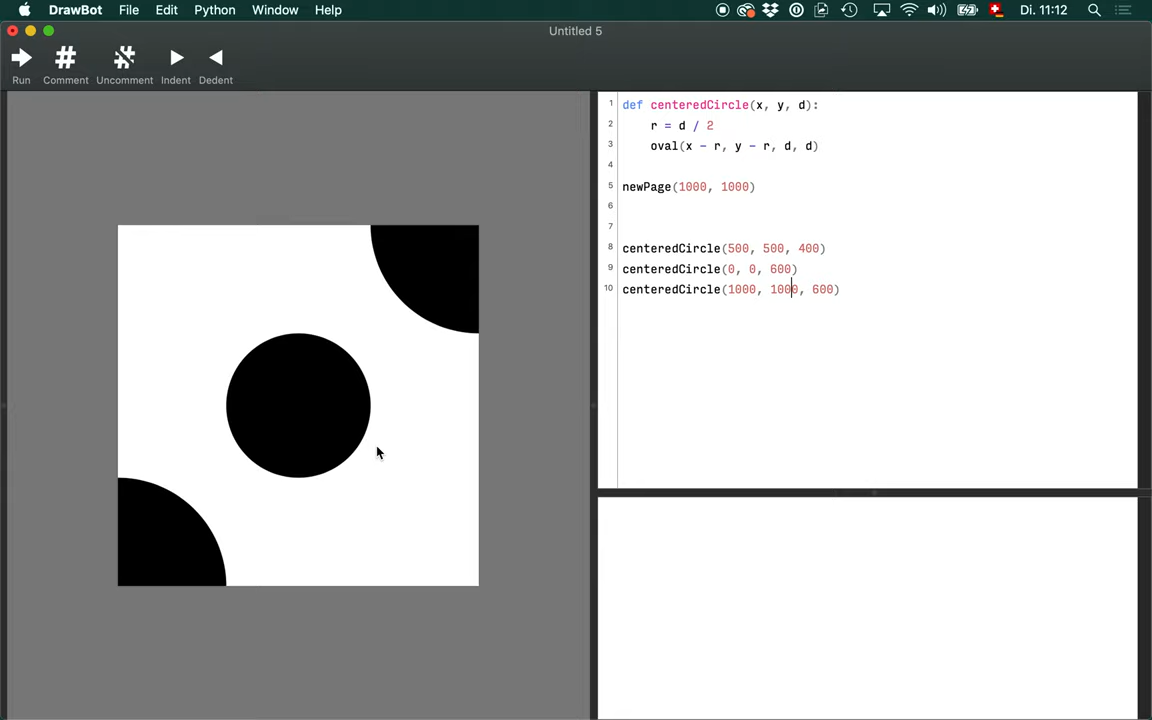 DrawBot File Edit Python Window Help Di. 11:12
Untitled 5
Run Comment Uncomment Indent Dedent
1 def centeredCircle(x, y, d):
2 r = d / 2
3 oval(x - r, y - r, d, d)
4
5 newPage(1000, 1000)
6
7
8 centeredCircle(500, 500, 400)
9 centeredCircle(0, 0, 600)
10 centeredCircle(1000, 1000, 600)